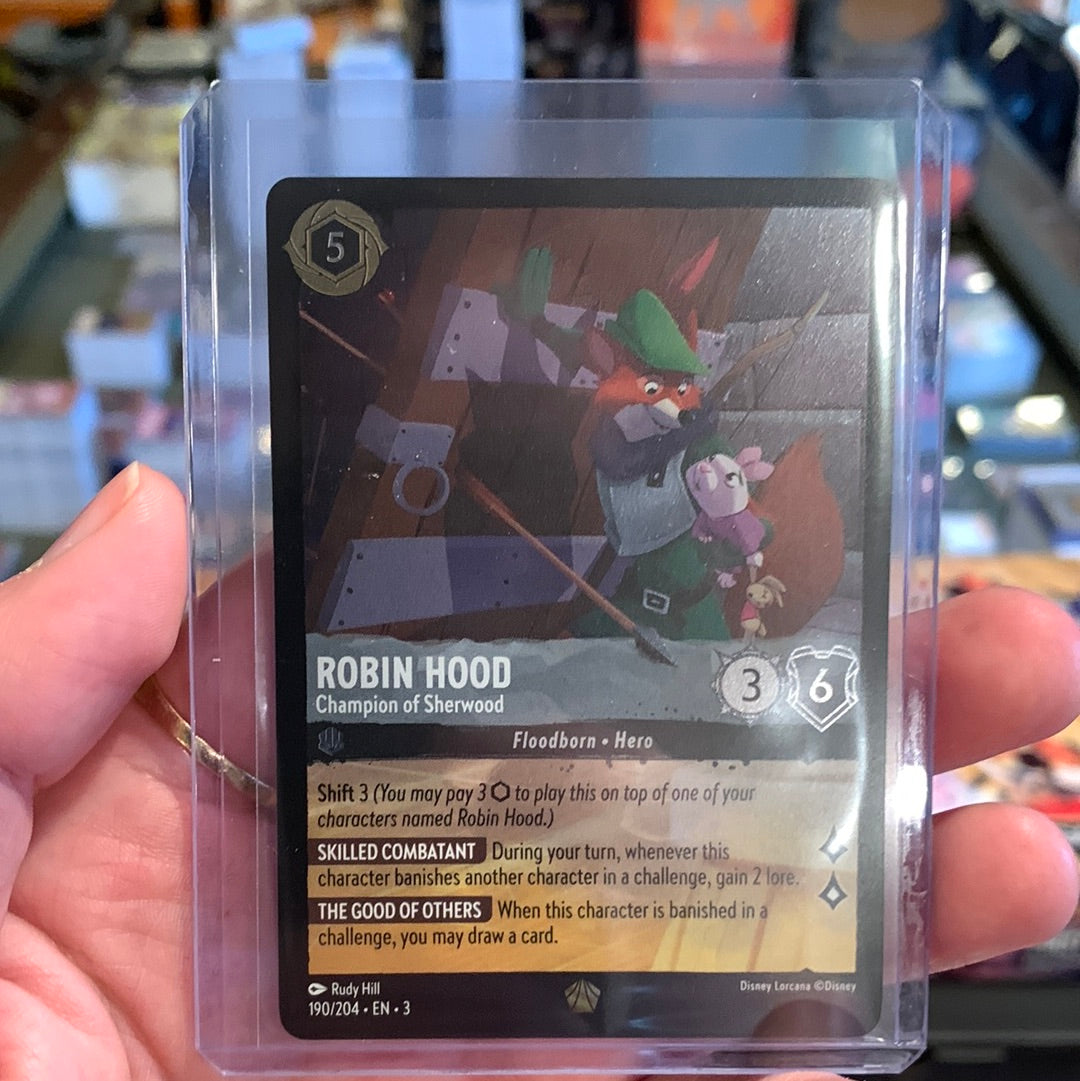 5
ROBIN HOOD
Champion of Sherwood
3 6
Floodborn • Hero
Shift 3 (You may pay 3 ⬡ to play this on top of one of your
characters named Robin Hood.)
SKILLED COMBATANT During your turn, whenever this
character banishes another character in a challenge, gain 2 lore.
THE GOOD OF OTHERS When this character is banished in a
challenge, you may draw a card.
Rudy Hill
Disney Lorcana ©Disney
190/204 • EN • 3